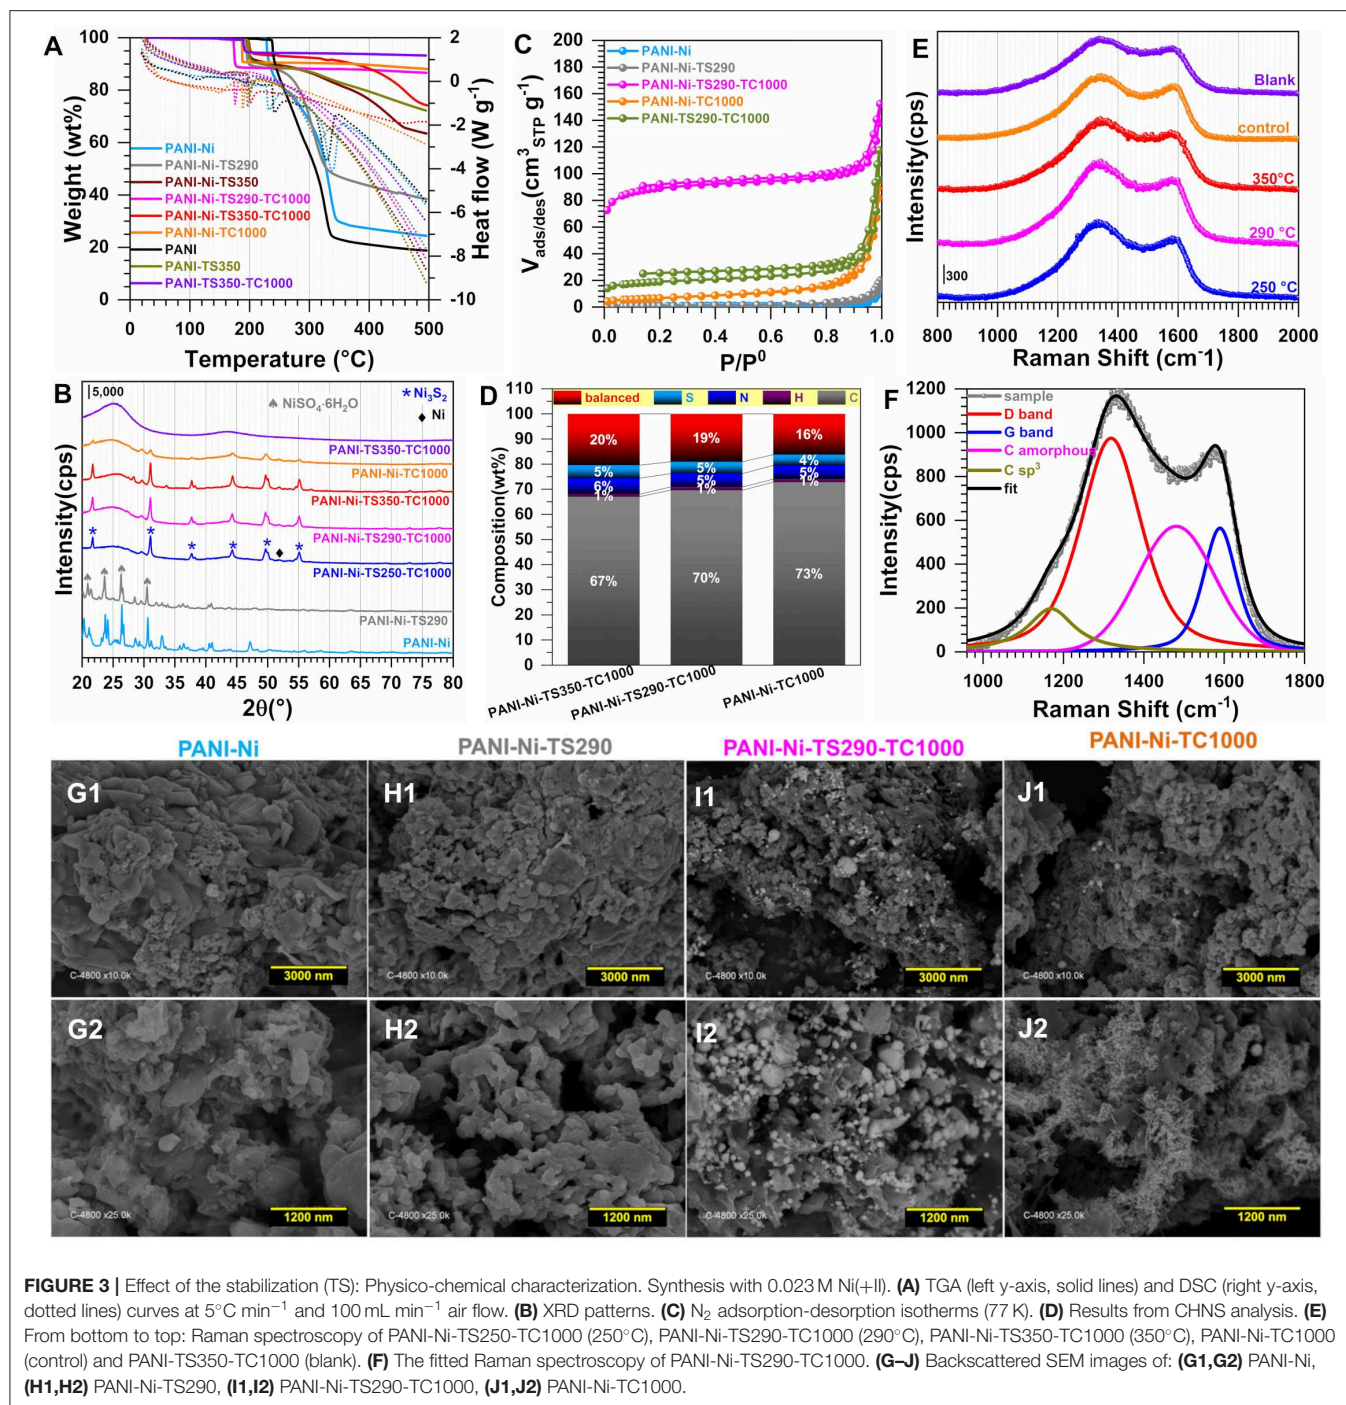 A
100
80
60
40
20
0
Weight (wt%)
2
0
-2
-4
-6
-8
-10
Heat flow (W g-1)
PANI-Ni
PANI-Ni-TS290
PANI-Ni-TS350
PANI-Ni-TS290-TC1000
PANI-Ni-TS350-TC1000
PANI-Ni-TC1000
PANI
PANI-TS350
PANI-TS350-TC1000
0 100 200 300 400 500
Temperature (°C)
C
200
180
160
140
120
100
80
60
40
20
0
Vads/des(cm3 STP g-1)
PANI-Ni
PANI-Ni-TS290
PANI-Ni-TS290-TC1000
PANI-Ni-TC1000
PANI-TS290-TC1000
0.0 0.2 0.4 0.6 0.8 1.0
P/P0
E
Intensity(cps)
Blank
control
350°C
290 °C
250 °C
300
800 1000 1200 1400 1600 1800 2000
Raman Shift (cm-1)
B
5,000
♠ NiSO4·6H2O
* Ni3S2
♦ Ni
Intensity(cps)
PANI-TS350-TC1000
PANI-Ni-TC1000
PANI-Ni-TS350-TC1000
PANI-Ni-TS290-TC1000
PANI-Ni-TS250-TC1000
PANI-Ni-TS290
PANI-Ni
20 25 30 35 40 45 50 55 60 65 70 75 80
2θ(°)
D
110
100
90
80
70
60
50
40
30
20
10
0
Composition(wt%)
balanced S N H C
20% 19% 16%
5% 5% 4%
6% 5% 5%
1% 1% 1%
67% 70% 73%
PANI-Ni-TS350-TC1000
PANI-Ni-TS290-TC1000
PANI-Ni-TC1000
F
1200
1000
800
600
400
200
0
Intensity(cps)
sample
D band
G band
C amorphous
C sp3
fit
1000 1200 1400 1600 1800
Raman Shift (cm-1)
PANI-Ni PANI-Ni-TS290 PANI-Ni-TS290-TC1000 PANI-Ni-TC1000
G1 H1 I1 J1
C-4800 x10.0k 3000 nm C-4800 x10.0k 3000 nm C-4800 x10.0k 3000 nm C-4800 x10.0k 3000 nm
G2 H2 I2 J2
C-4800 x25.0k 1200 nm C-4800 x25.0k 1200 nm C-4800 x25.0k 1200 nm C-4800 x25.0k 1200 nm
FIGURE 3 | Effect of the stabilization (TS): Physico-chemical characterization. Synthesis with 0.023 M Ni(+II). (A) TGA (left y-axis, solid lines) and DSC (right y-axis,
dotted lines) curves at 5°C min−1 and 100 mL min−1 air flow. (B) XRD patterns. (C) N2 adsorption-desorption isotherms (77 K). (D) Results from CHNS analysis. (E)
From bottom to top: Raman spectroscopy of PANI-Ni-TS250-TC1000 (250°C), PANI-Ni-TS290-TC1000 (290°C), PANI-Ni-TS350-TC1000 (350°C), PANI-Ni-TC1000
(control) and PANI-TS350-TC1000 (blank). (F) The fitted Raman spectroscopy of PANI-Ni-TS290-TC1000. (G–J) Backscattered SEM images of: (G1,G2) PANI-Ni,
(H1,H2) PANI-Ni-TS290, (I1,I2) PANI-Ni-TS290-TC1000, (J1,J2) PANI-Ni-TC1000.